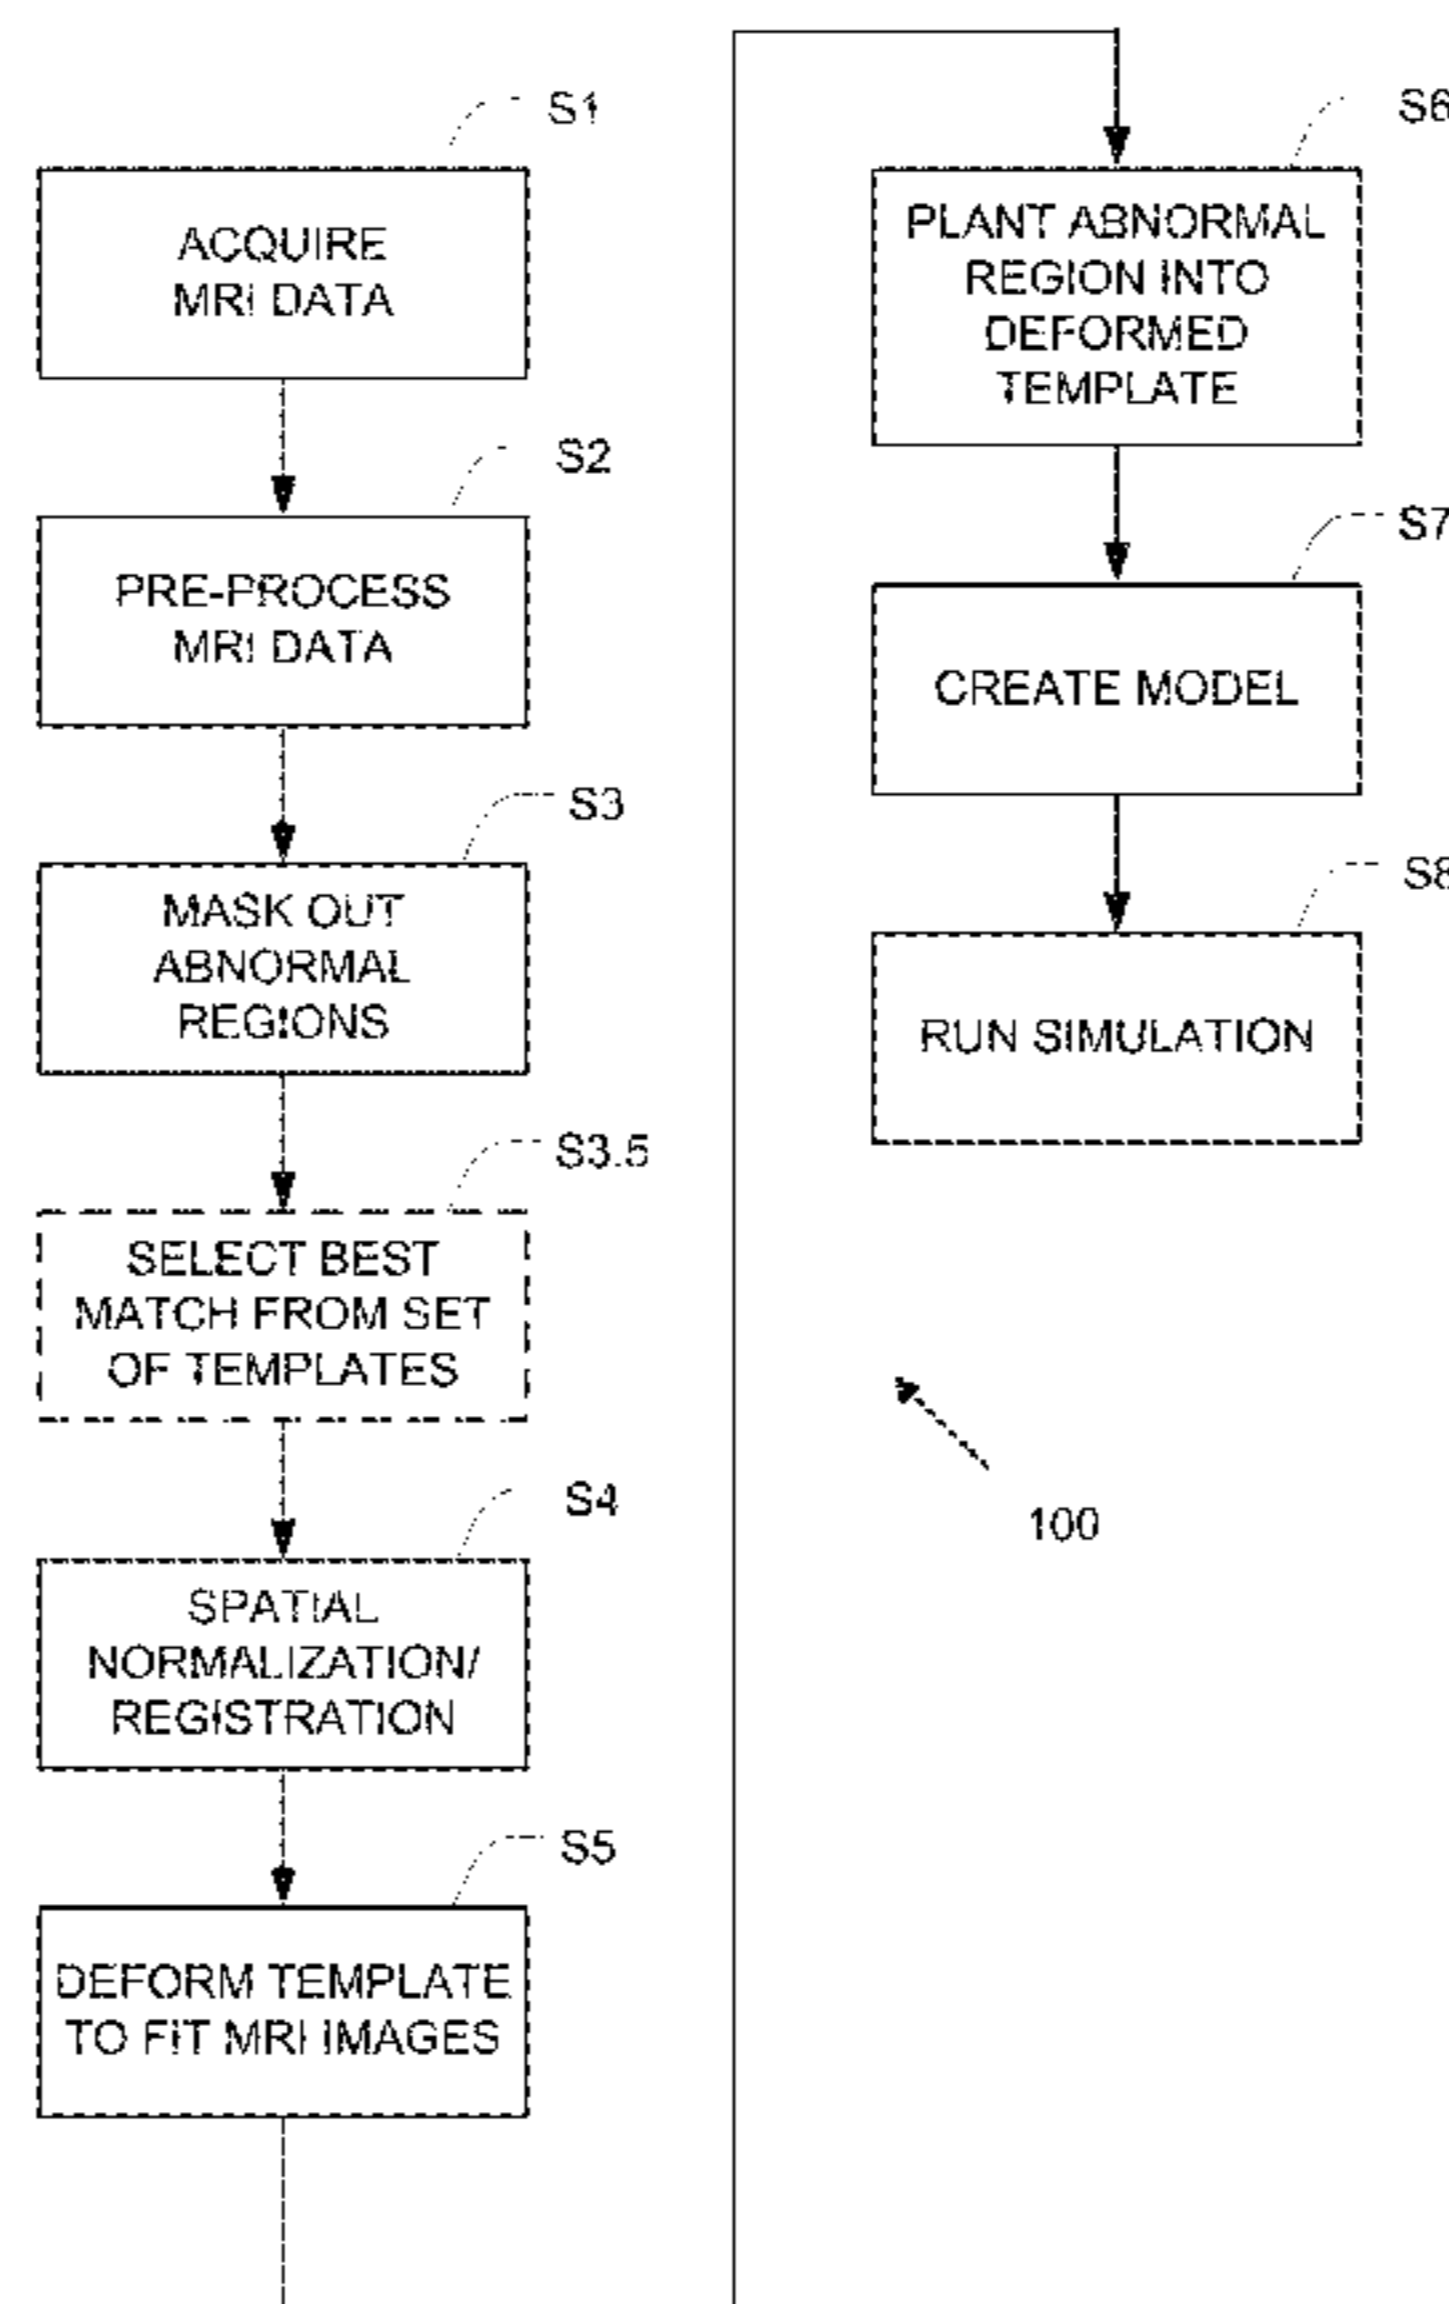 S1
ACQUIRE
MRI DATA
S2
PRE-PROCESS
MRI DATA
S3
MASK OUT
ABNORMAL
REGIONS
S3.5
SELECT BEST
MATCH FROM SET
OF TEMPLATES
S4
SPATIAL
NORMALIZATION/
REGISTRATION
S5
DEFORM TEMPLATE
TO FIT MRI IMAGES
S6
PLANT ABNORMAL
REGION INTO
DEFORMED
TEMPLATE
S7
CREATE MODEL
S8
RUN SIMULATION
100